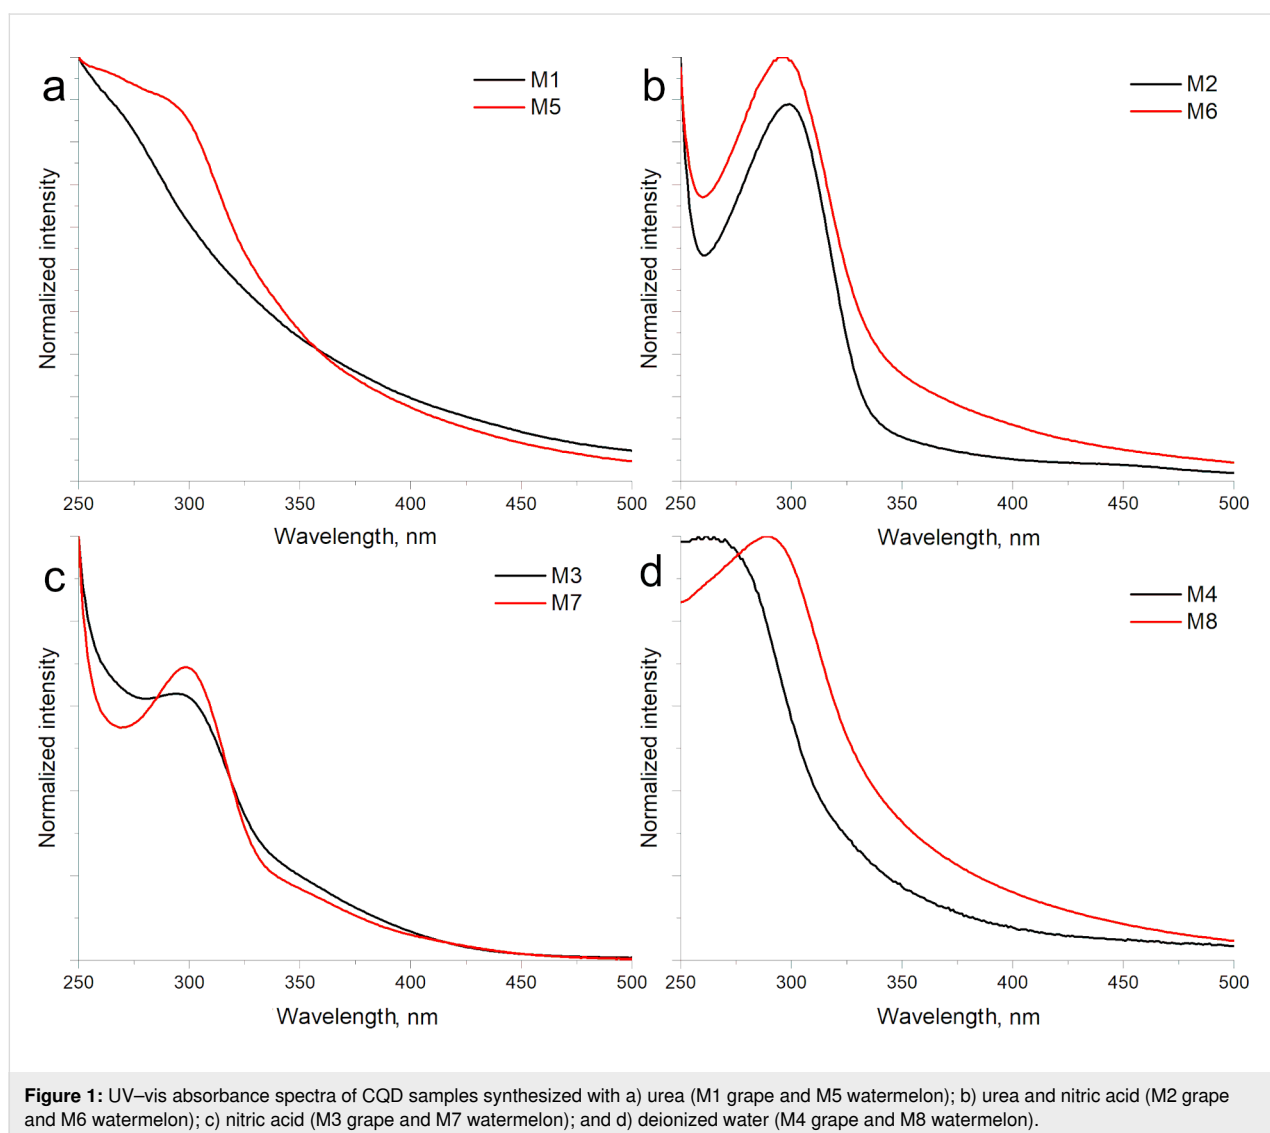 a
M1
M5
Normalized intensity
250 300 350 400 450 500
Wavelength, nm
b
M2
M6
Normalized intensity
250 300 350 400 450 500
Wavelength, nm
c
M3
M7
Normalized intensity
250 300 350 400 450 500
Wavelength, nm
d
M4
M8
Normalized intensity
250 300 350 400 450 500
Wavelength, nm
Figure 1: UV–vis absorbance spectra of CQD samples synthesized with a) urea (M1 grape and M5 watermelon); b) urea and nitric acid (M2 grape
and M6 watermelon); c) nitric acid (M3 grape and M7 watermelon); and d) deionized water (M4 grape and M8 watermelon).